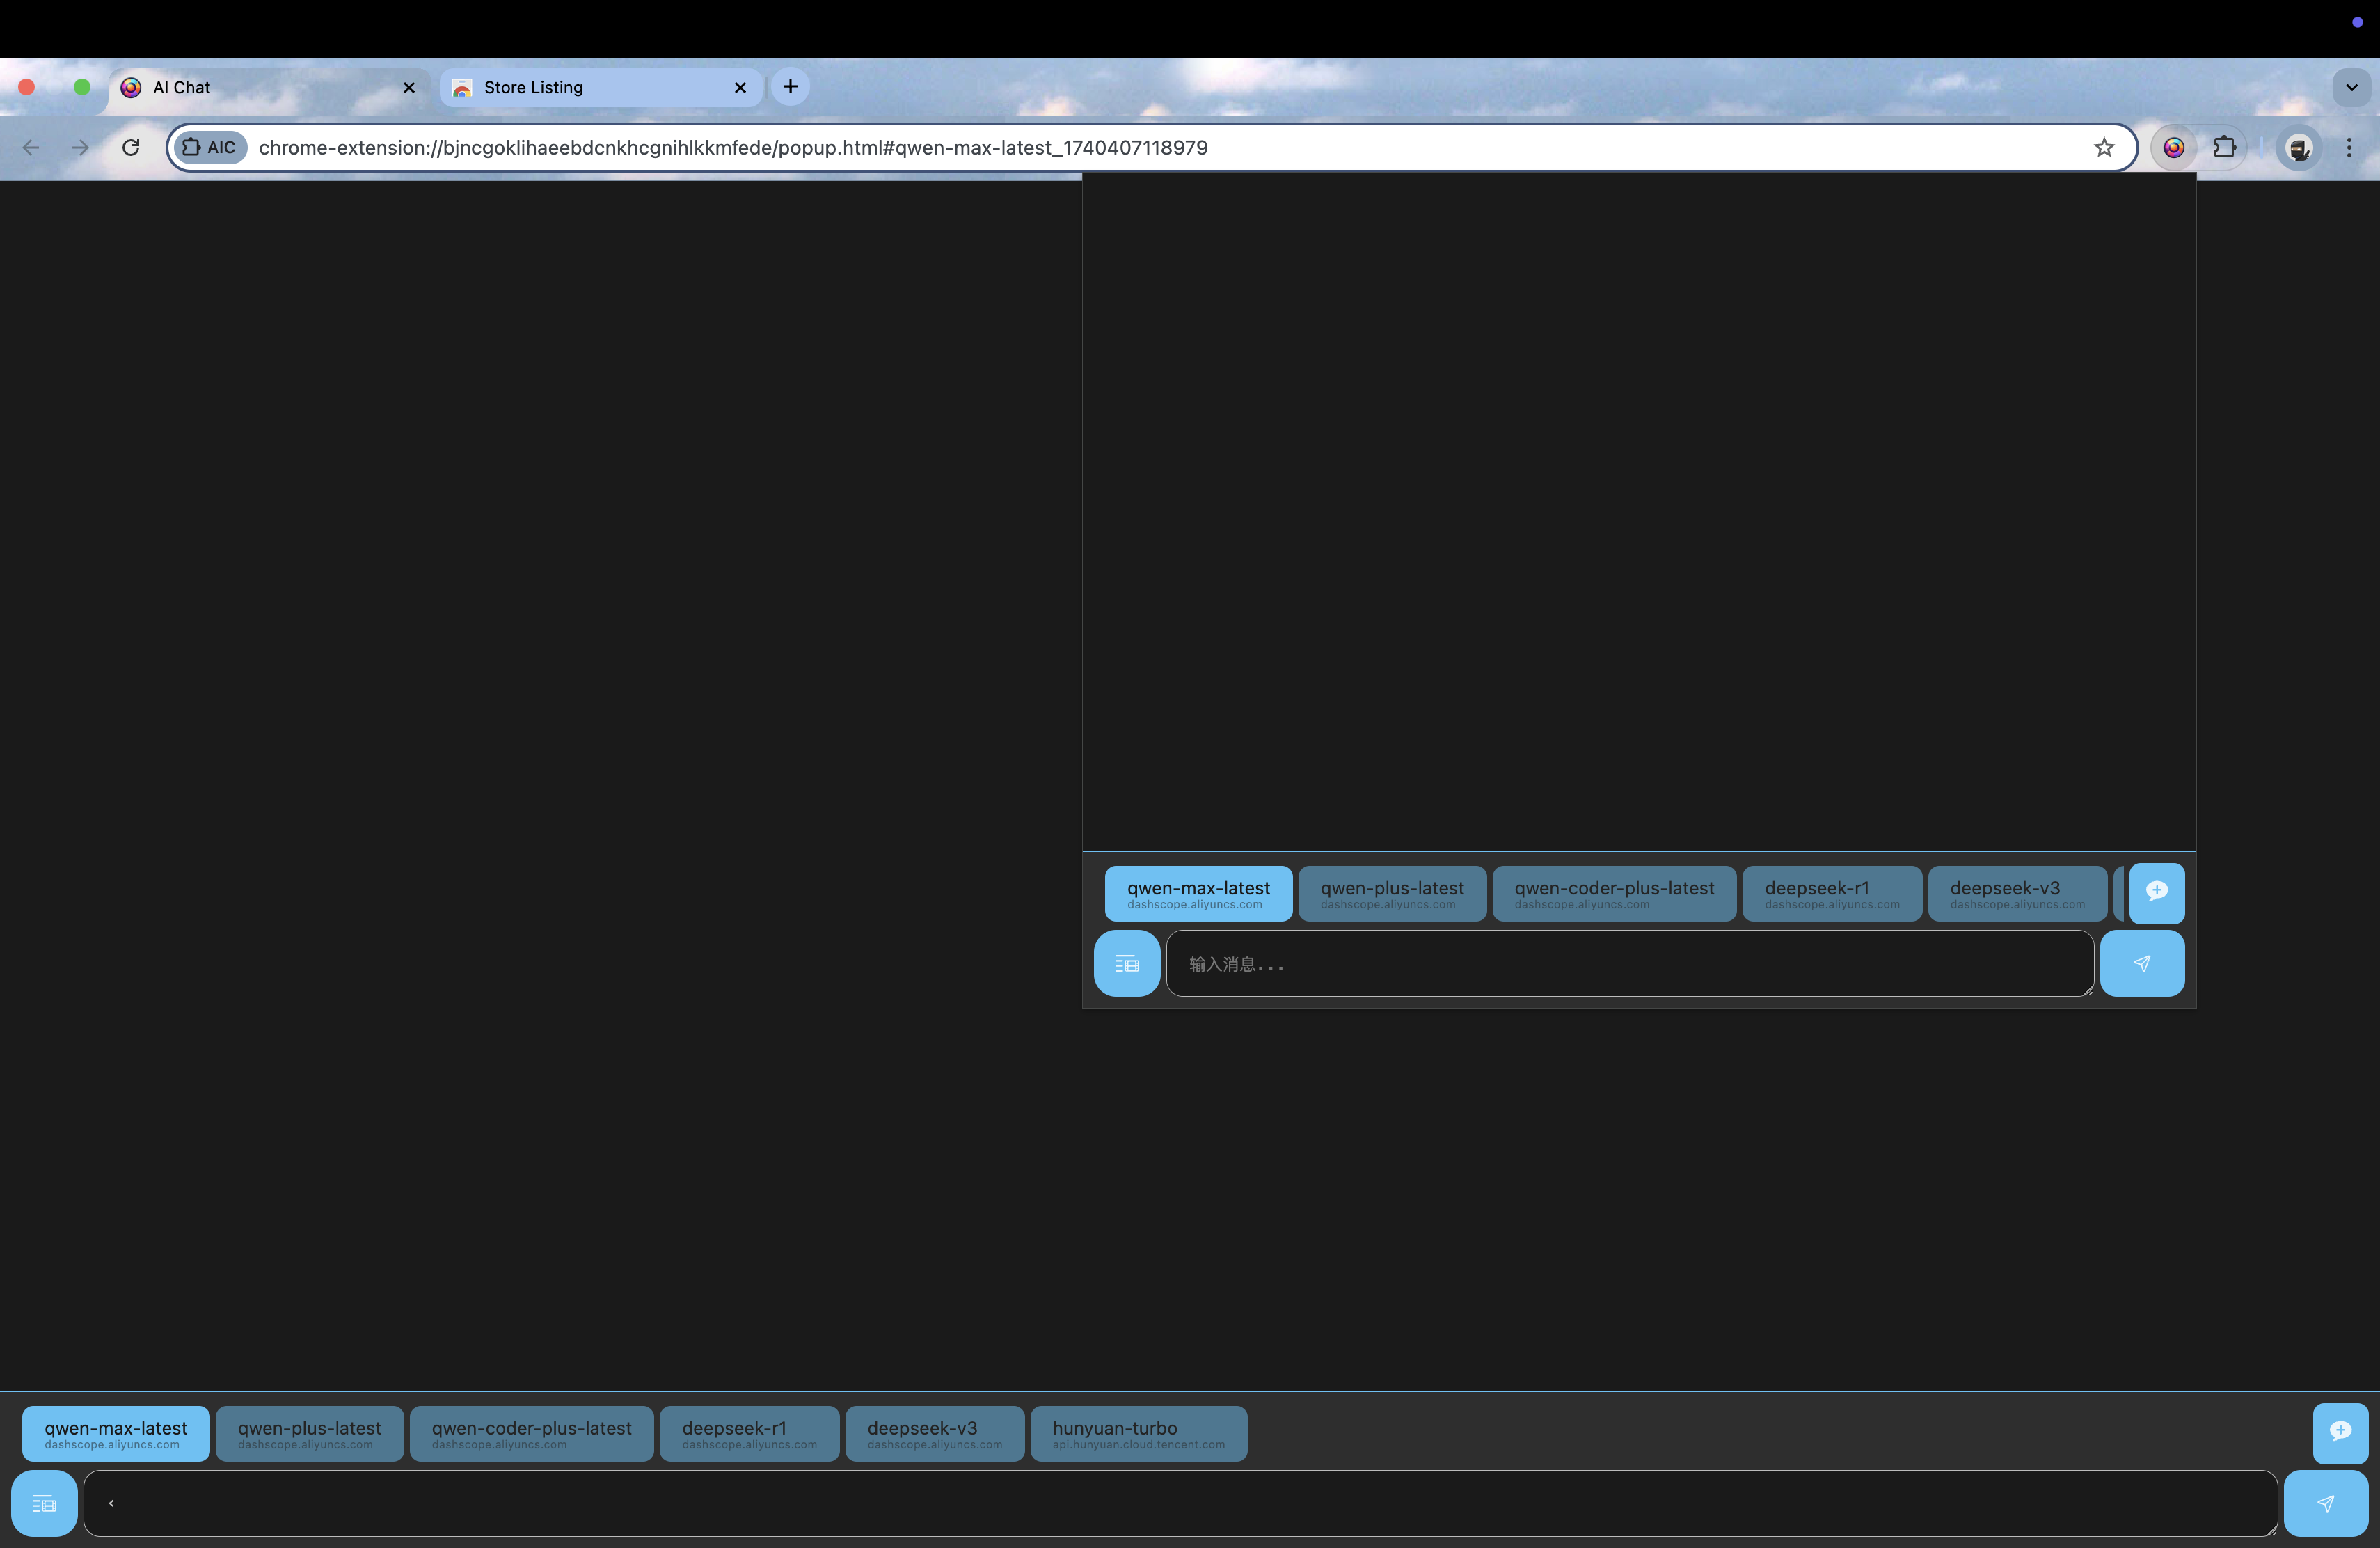 AI Chat
Store Listing
AIC
chrome-extension://bjncgoklihaeebdcnkhcgnihlkkmfede/popup.html#qwen-max-latest_1740407118979
qwen-max-latest
dashscope.aliyuncs.com
qwen-plus-latest
dashscope.aliyuncs.com
qwen-coder-plus-latest
dashscope.aliyuncs.com
deepseek-r1
dashscope.aliyuncs.com
deepseek-v3
dashscope.aliyuncs.com
输入消息...
qwen-max-latest
dashscope.aliyuncs.com
qwen-plus-latest
dashscope.aliyuncs.com
qwen-coder-plus-latest
dashscope.aliyuncs.com
deepseek-r1
dashscope.aliyuncs.com
deepseek-v3
dashscope.aliyuncs.com
hunyuan-turbo
api.hunyuan.cloud.tencent.com
‹